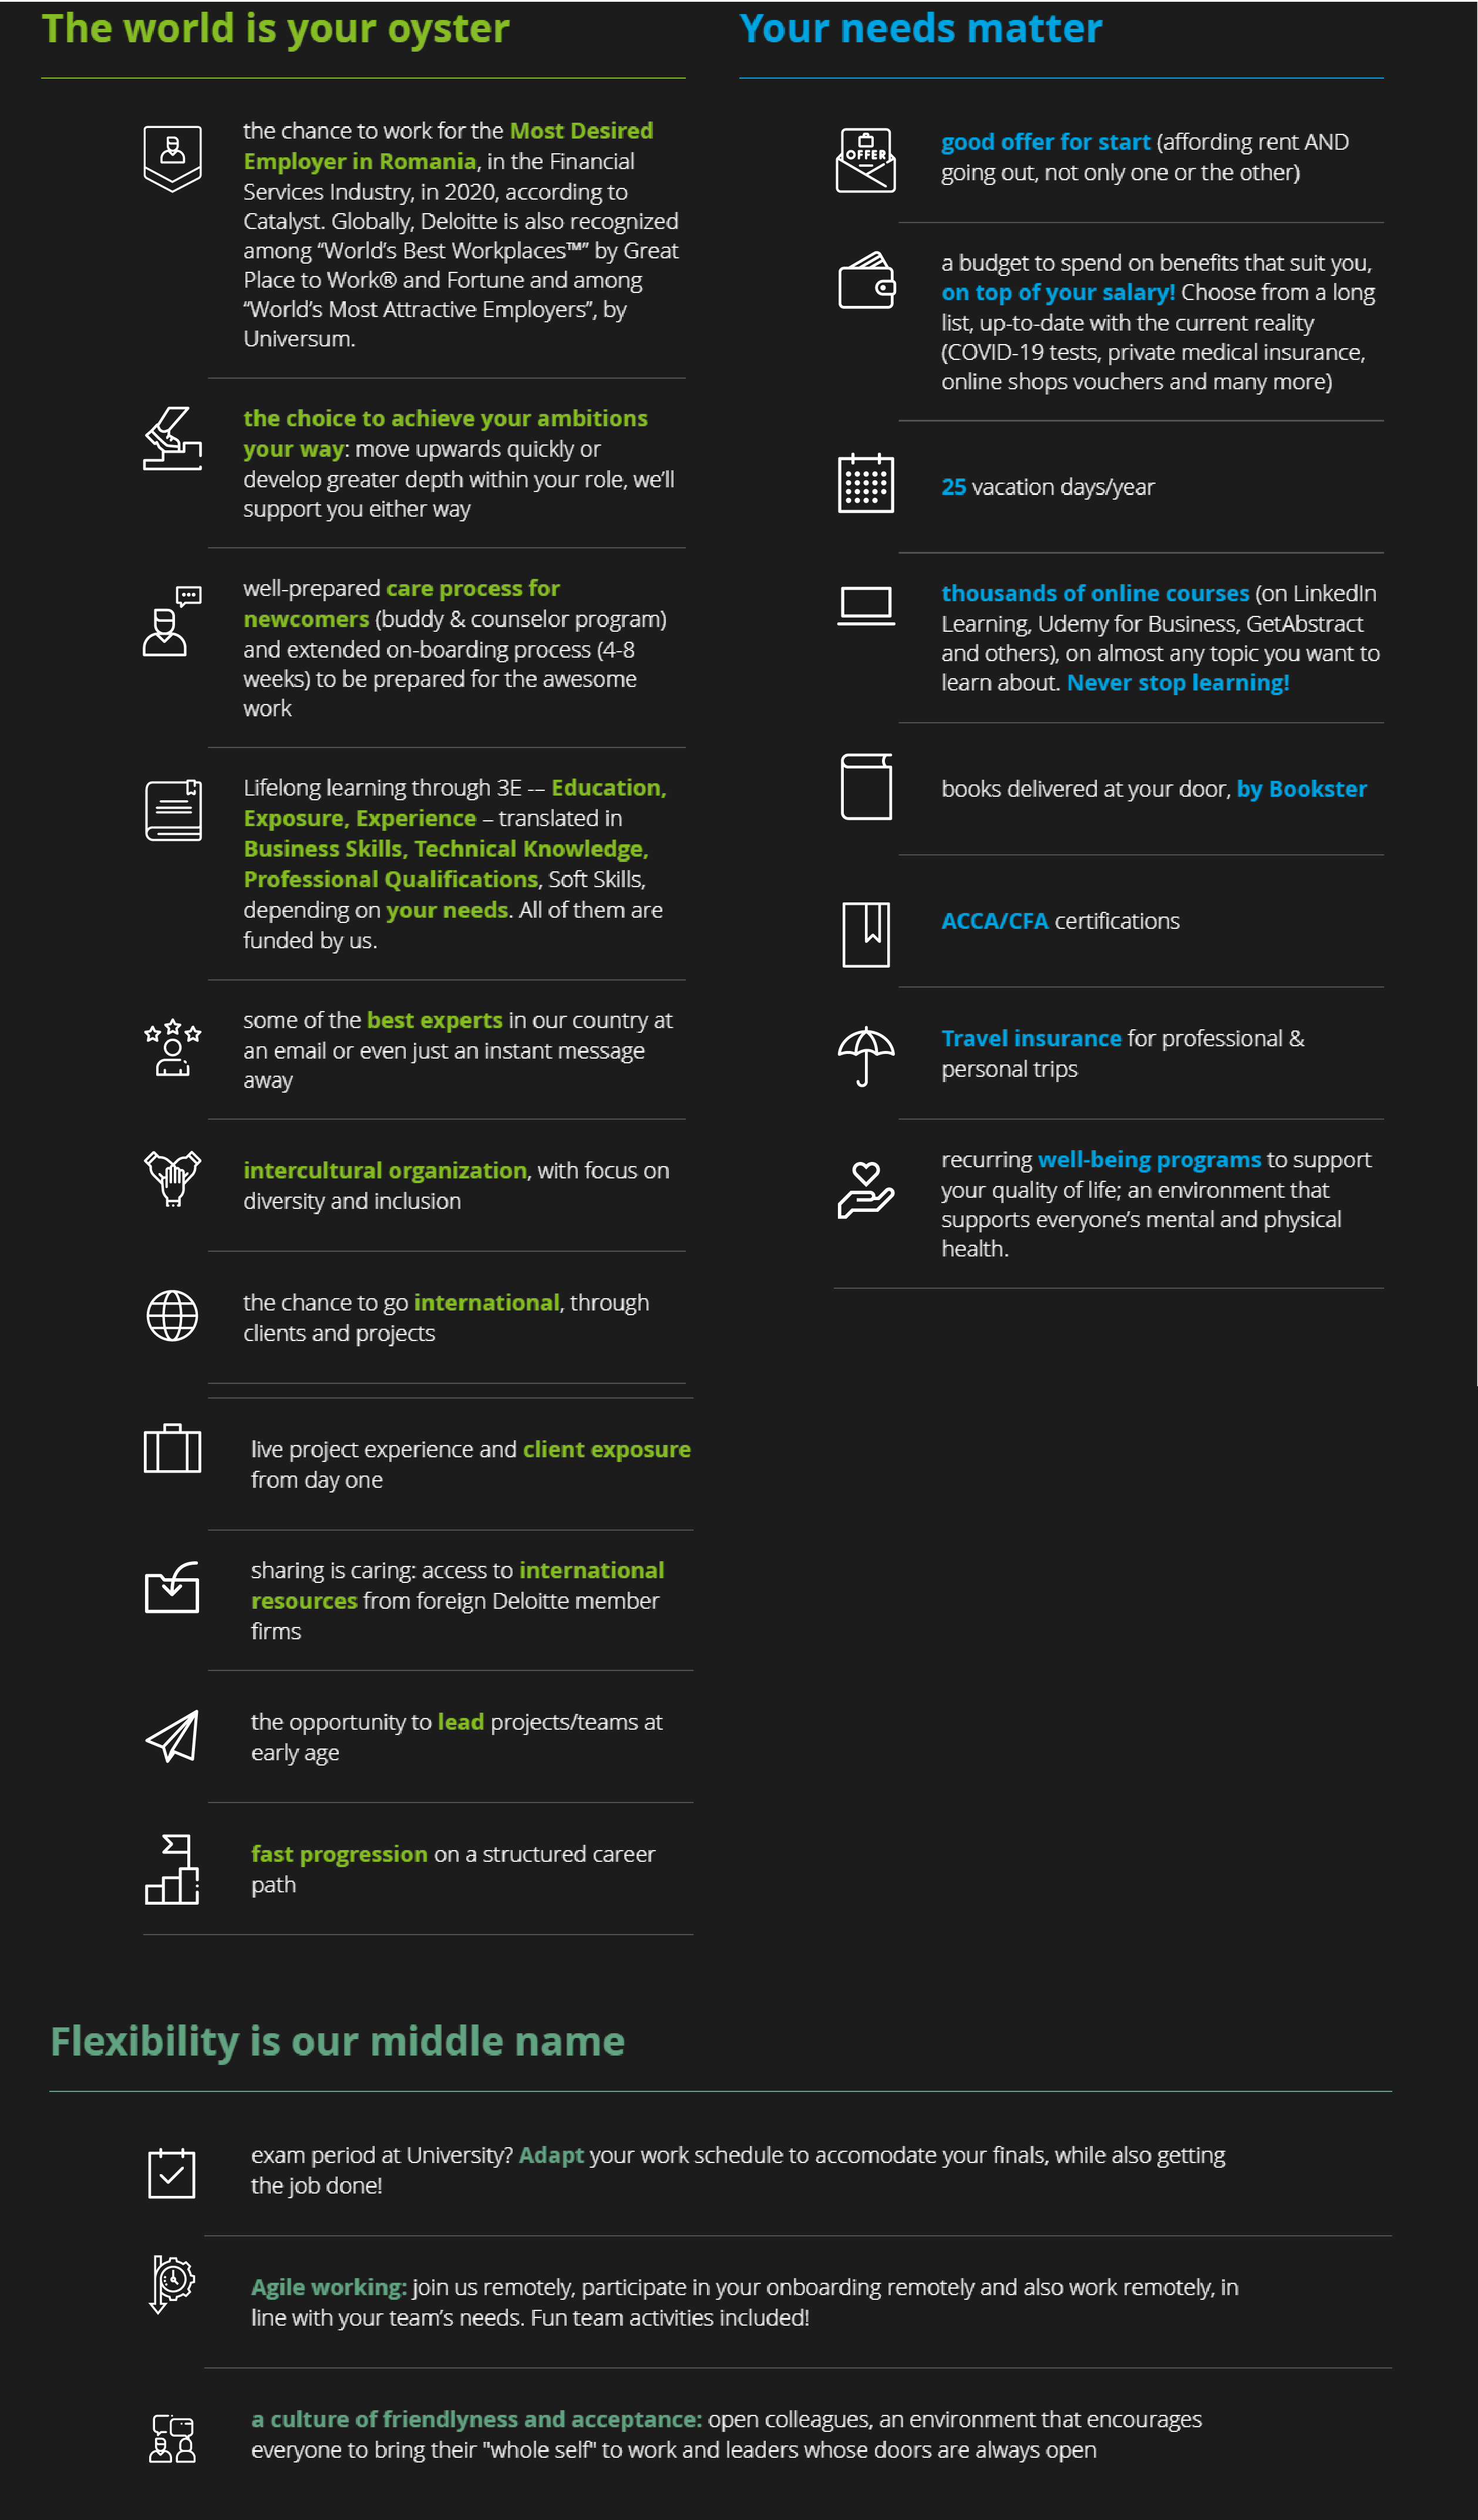 The world is your oyster
the chance to work for the Most Desired
Employer in Romania, in the Financial
Services Industry, in 2020, according to
Catalyst. Globally, Deloitte is also recognized
among “World’s Best Workplaces™” by Great
Place to Work® and Fortune and among
“World’s Most Attractive Employers”, by
Universum.
the choice to achieve your ambitions
your way: move upwards quickly or
develop greater depth within your role, we’ll
support you either way
well-prepared care process for
newcomers (buddy & counselor program)
and extended on-boarding process (4-8
weeks) to be prepared for the awesome
work
Lifelong learning through 3E –- Education,
Exposure, Experience – translated in
Business Skills, Technical Knowledge,
Professional Qualifications, Soft Skills,
depending on your needs. All of them are
funded by us.
some of the best experts in our country at
an email or even just an instant message
away
intercultural organization, with focus on
diversity and inclusion
the chance to go international, through
clients and projects
live project experience and client exposure
from day one
sharing is caring: access to international
resources from foreign Deloitte member
firms
the opportunity to lead projects/teams at
early age
fast progression on a structured career
path
Your needs matter
OFFER
good offer for start (affording rent AND
going out, not only one or the other)
a budget to spend on benefits that suit you,
on top of your salary! Choose from a long
list, up-to-date with the current reality
(COVID-19 tests, private medical insurance,
online shops vouchers and many more)
25 vacation days/year
thousands of online courses (on LinkedIn
Learning, Udemy for Business, GetAbstract
and others), on almost any topic you want to
learn about. Never stop learning!
books delivered at your door, by Bookster
ACCA/CFA certifications
Travel insurance for professional &
personal trips
recurring well-being programs to support
your quality of life; an environment that
supports everyone’s mental and physical
health.
Flexibility is our middle name
exam period at University? Adapt your work schedule to accomodate your finals, while also getting
the job done!
Agile working: join us remotely, participate in your onboarding remotely and also work remotely, in
line with your team’s needs. Fun team activities included!
a culture of friendlyness and acceptance: open colleagues, an environment that encourages
everyone to bring their "whole self" to work and leaders whose doors are always open